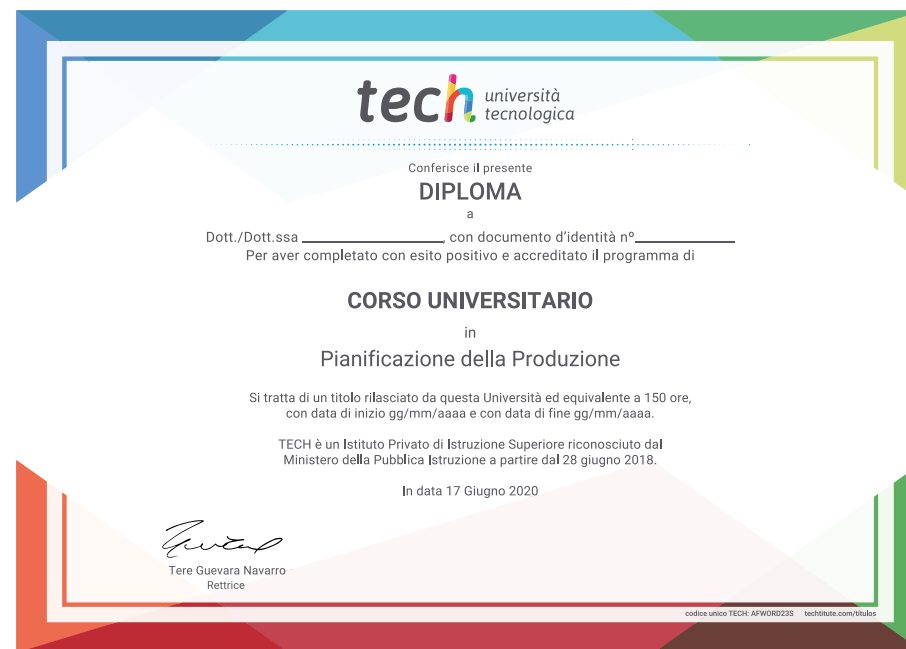 tech università
tecnologica
Conferisce il presente
DIPLOMA
a
Dott./Dott.ssa ____________________, con documento d'identità nº______________
Per aver completato con esito positivo e accreditato il programma di
CORSO UNIVERSITARIO
in
Pianificazione della Produzione
Si tratta di un titolo rilasciato da questa Università ed equivalente a 150 ore,
con data di inizio gg/mm/aaaa e con data di fine gg/mm/aaaa.
TECH è un Istituto Privato di Istruzione Superiore riconosciuto dal
Ministero della Pubblica Istruzione a partire dal 28 giugno 2018.
In data 17 Giugno 2020
Tere Guevara Navarro
Rettrice
codice unico TECH: AFWORD23S techtitute.com/titulos